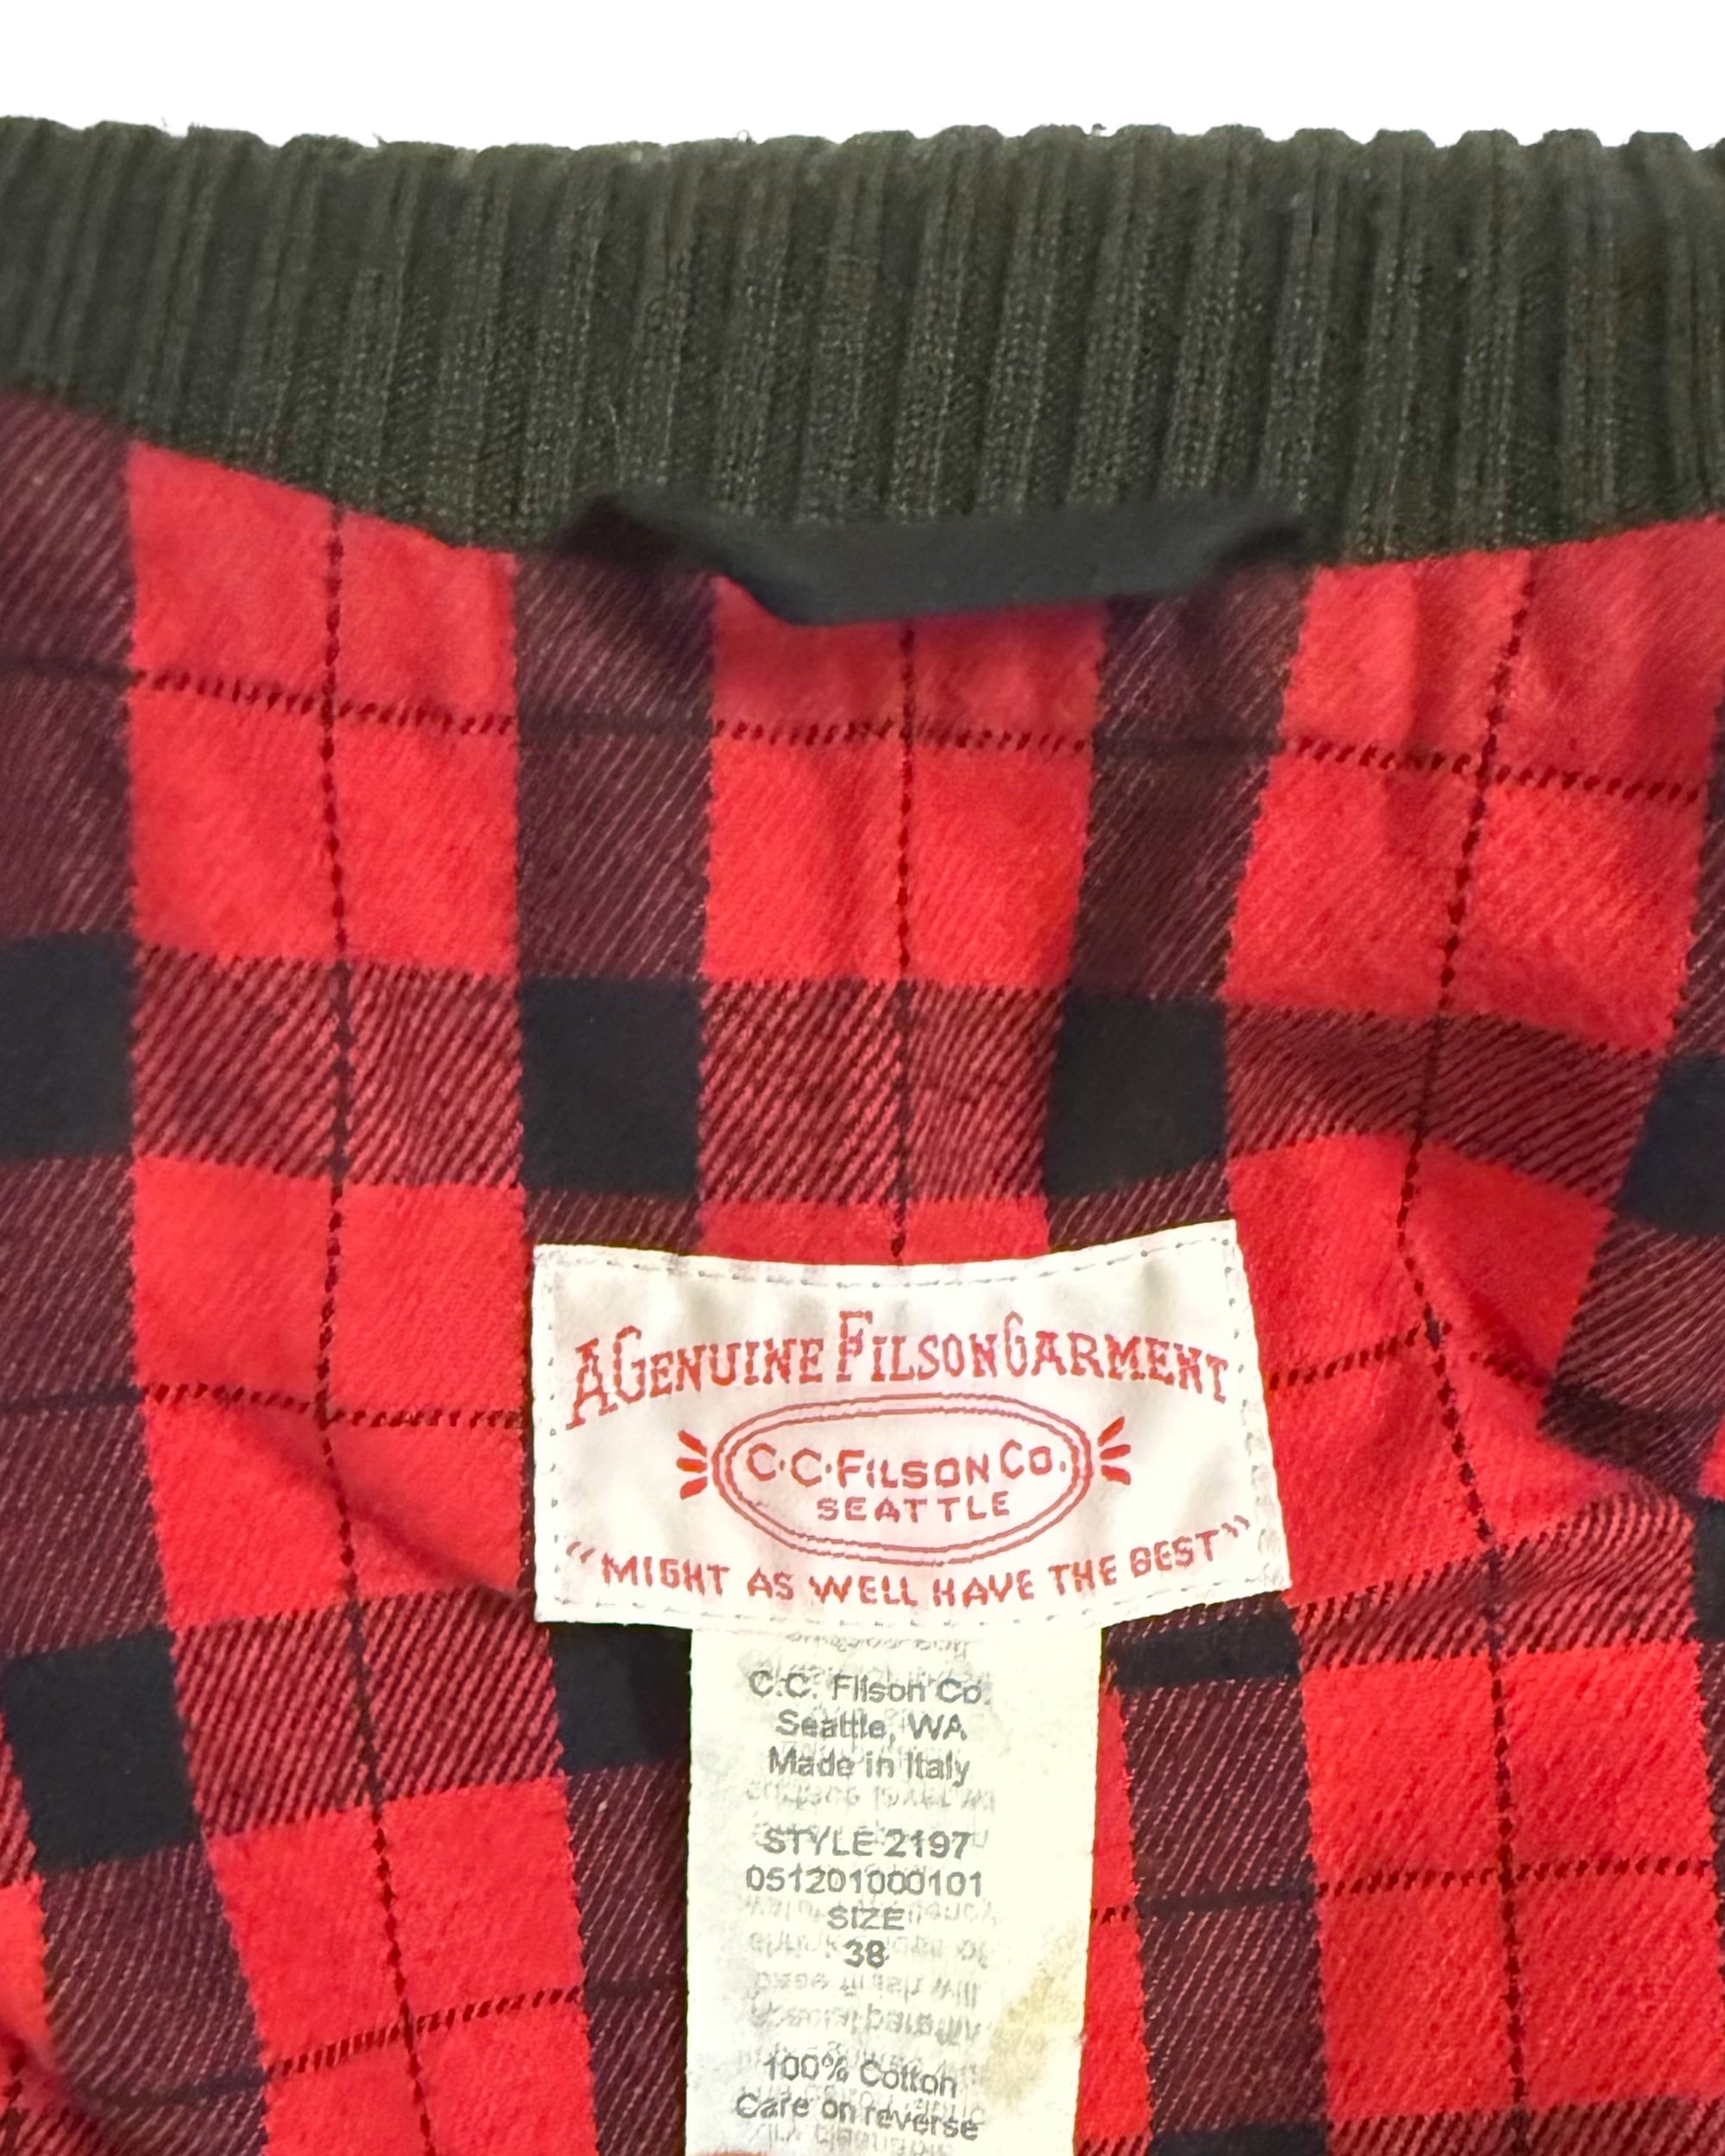 A GENUINE FILSON GARMENT
C·C·FILSON CO.
SEATTLE
"MIGHT AS WELL HAVE THE BEST"
C.C. Filson Co.
Seattle, WA
Made in Italy
STYLE 2197
051201000101
SIZE
38
100% Cotton
Care on reverse